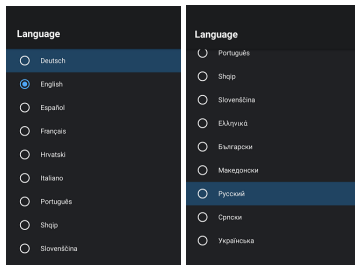 Language
Deutsch
English
Español
Français
Hrvatski
Italiano
Português
Shqip
Slovenščina
Language
Português
Shqip
Slovenščina
Ελληνικά
Български
Македонски
Русский
Српски
Українська